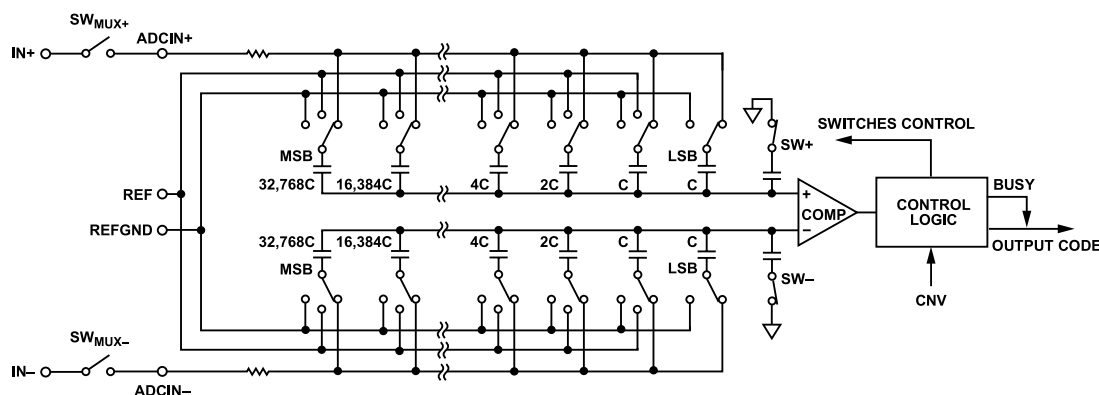 SWMUX+
ADCIN+
IN+
SWITCHES CONTROL
MSB
LSB
SW+
32,768C
16,384C
4C
2C
C
C
REF
REFGND
+
COMP
−
CONTROL
LOGIC
BUSY
OUTPUT CODE
32,768C
16,384C
4C
2C
C
C
MSB
LSB
SW–
CNV
SWMUX–
IN–
ADCIN–